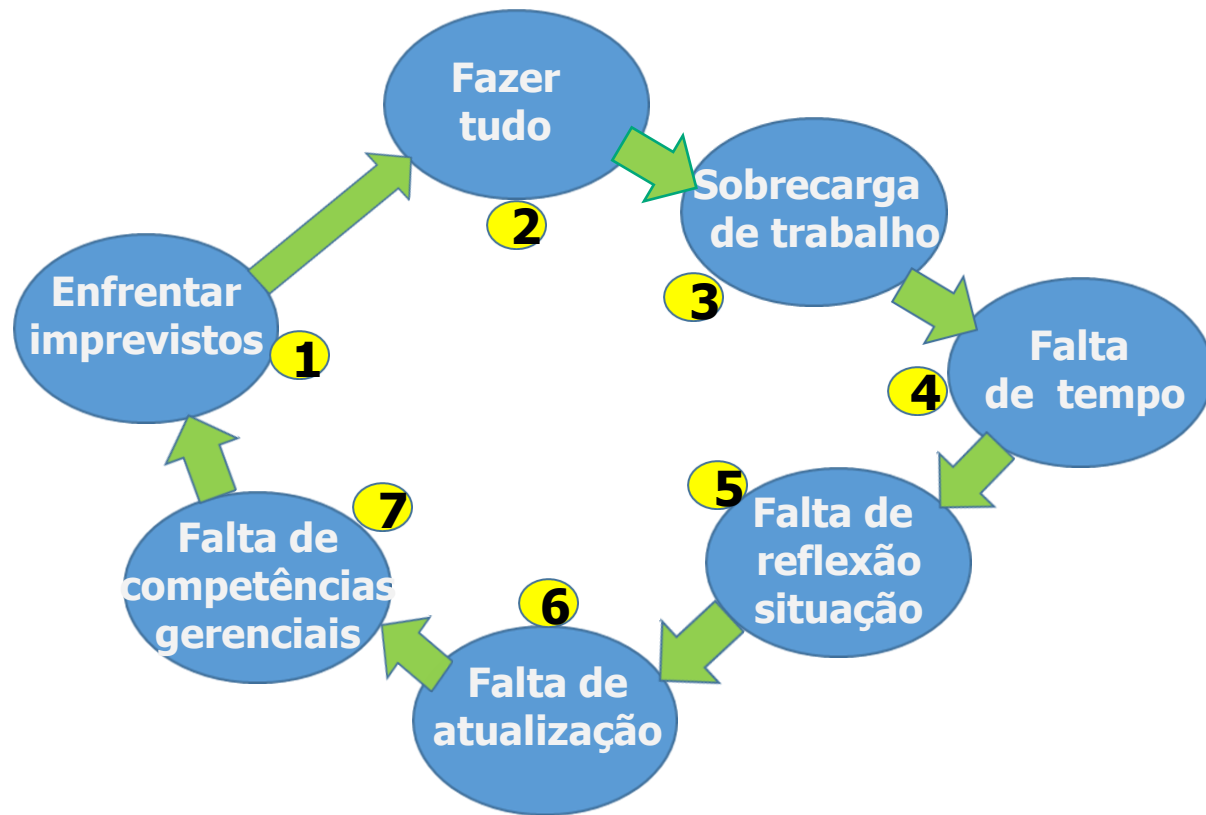 Fazer
tudo
2
Sobrecarga
de trabalho
3
Enfrentar
imprevistos
1
Falta
de tempo
4
Falta de
reflexão
situação
5
Falta de
atualização
6
Falta de
competências
gerenciais
7